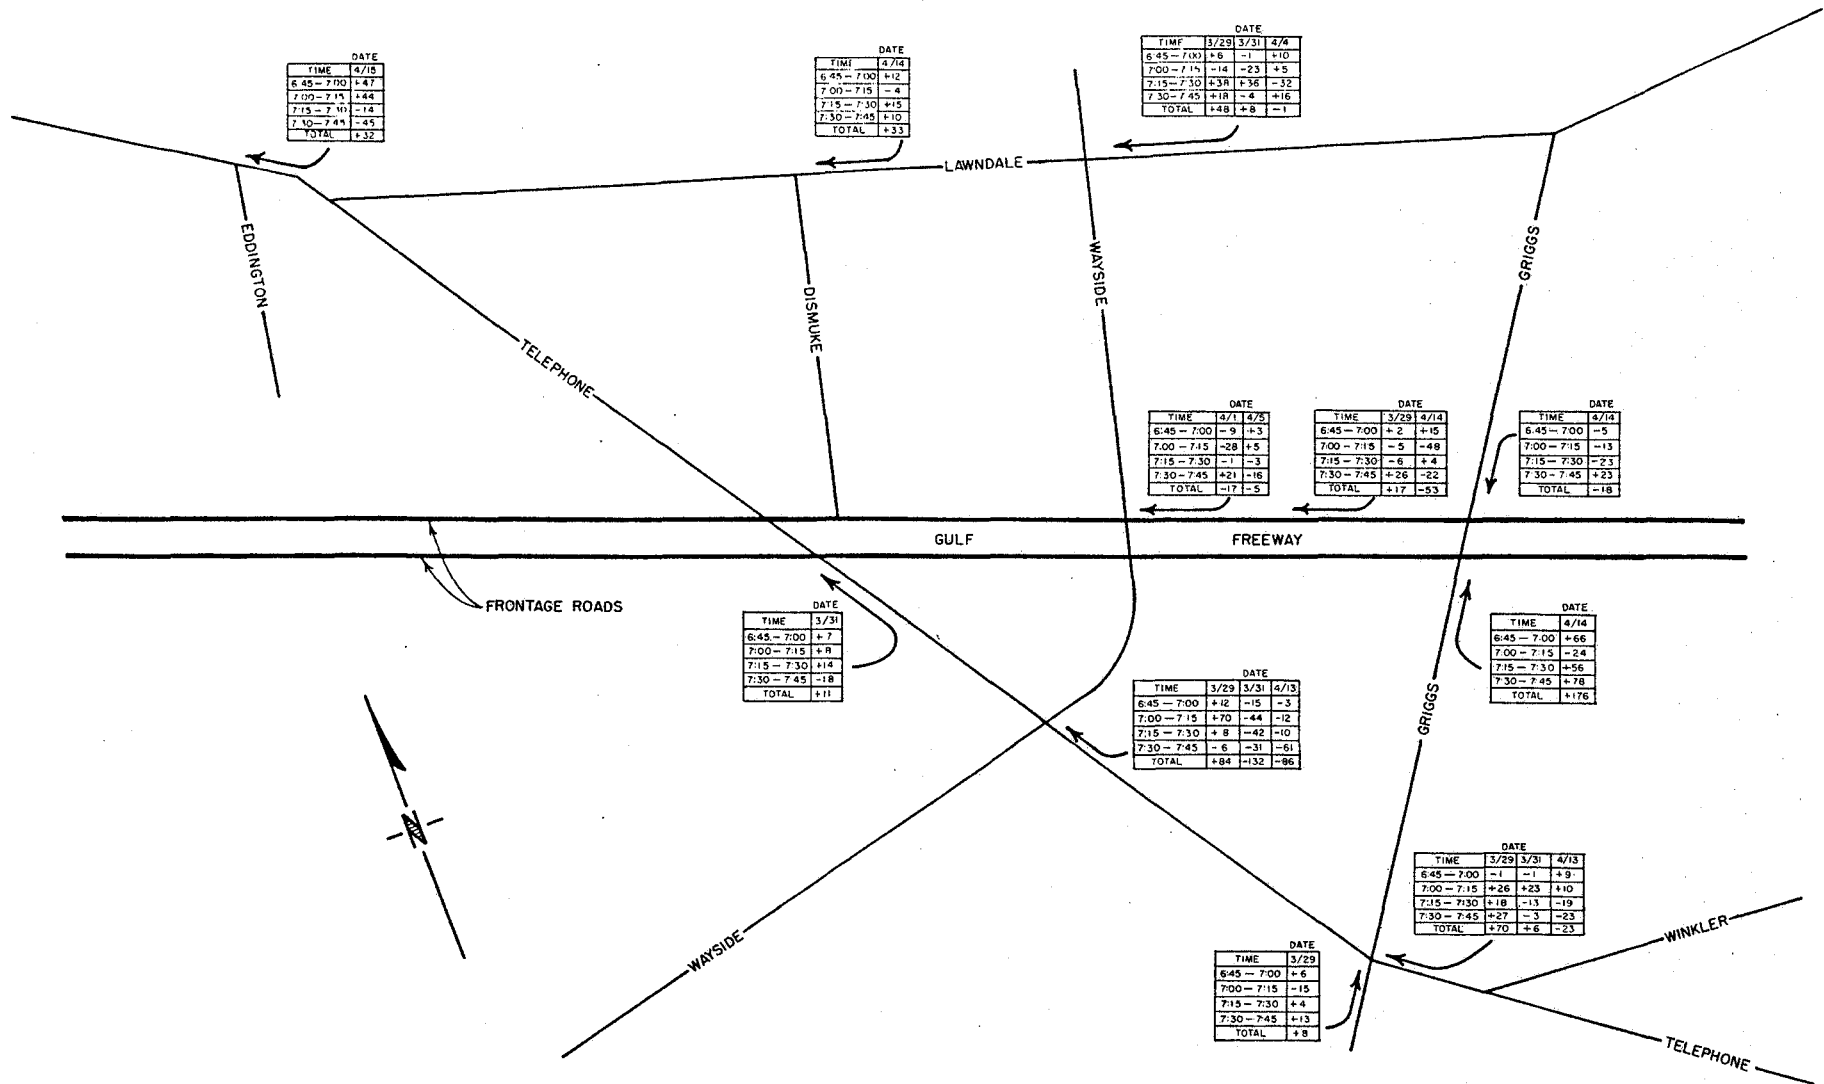 DATE
TIME 4/15
6 45 - 7 00 +47
7 00 - 7 15 +44
7 15 - 7 30 -14
7 30 - 7 45 -45
TOTAL +32
DATE
TIME 4/14
6 45 - 7 00 +12
7 00 - 7 15 -4
7 15 - 7 30 +15
7:30 - 7:45 +10
TOTAL +33
DATE
TIME 3/29 3/31 4/4
6 45 - 7 00 +6 -1 +10
7 00 - 7 15 -14 -23 +5
7:15 - 7 30 +38 +36 -32
7 30 - 7 45 +18 -4 +16
TOTAL +48 +8 -1
LAWNDALE
EDDINGTON
TELEPHONE
DISMUKE
WAYSIDE
GRIGGS
DATE
TIME 4/1 4/5
6:45 - 7:00 -9 +3
7:00 - 7:15 -28 +5
7:15 - 7:30 -1 -3
7:30 - 7:45 +21 -16
TOTAL -17 -5
DATE
TIME 3/29 4/14
6:45 - 7:00 +2 +15
7:00 - 7:15 -5 -48
7:15 - 7:30 -6 +4
7:30 - 7:45 +26 -22
TOTAL +17 -53
DATE
TIME 4/14
6:45 - 7:00 -5
7:00 - 7:15 -13
7:15 - 7:30 -23
7:30 - 7:45 +23
TOTAL -18
GULF FREEWAY
FRONTAGE ROADS
DATE
TIME 3/31
6:45 - 7:00 +7
7:00 - 7:15 +8
7:15 - 7:30 +14
7:30 - 7 45 -18
TOTAL +11
DATE
TIME 4/14
6:45 - 7:00 +66
7:00 - 7:15 -24
7:15 - 7:30 +56
7:30 - 7:45 +78
TOTAL +176
DATE
TIME 3/29 3/31 4/13
6:45 - 7:00 +12 -15 -3
7:00 - 7:15 +70 -44 -12
7:15 - 7:30 +8 -42 -10
7:30 - 7:45 -6 -31 -61
TOTAL +84 -132 -86
GRIGGS
N
WAYSIDE
DATE
TIME 3/29 3/31 4/13
6:45 - 7:00 -1 -1 +9
7:00 - 7:15 +26 +23 +10
7:15 - 7:30 +18 -13 -19
7:30 - 7:45 +27 -3 -23
TOTAL +70 +6 -23
WINKLER
DATE
TIME 3/29
6:45 - 7:00 +6
7:00 - 7:15 -15
7:15 - 7:30 +4
7:30 - 7:45 +13
TOTAL +8
TELEPHONE